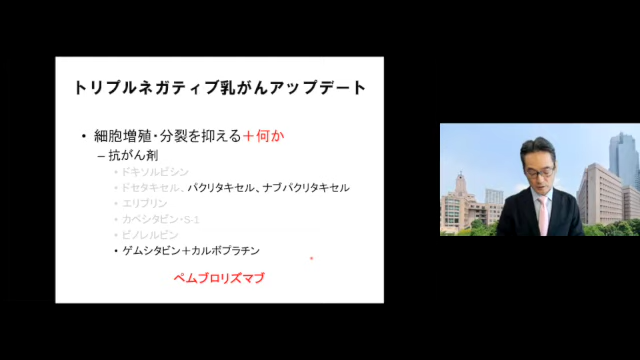 トリプルネガティブ乳がんアップデート
• 細胞増殖・分裂を抑える＋何か
– 抗がん剤
• ドキソルビシン
• ドセタキセル、パクリタキセル、ナブパクリタキセル
• エリブリン
• カペシタビン・S-1
• ビノレルビン
• ゲムシタビン＋カルボプラチン
ペムブロリズマブ